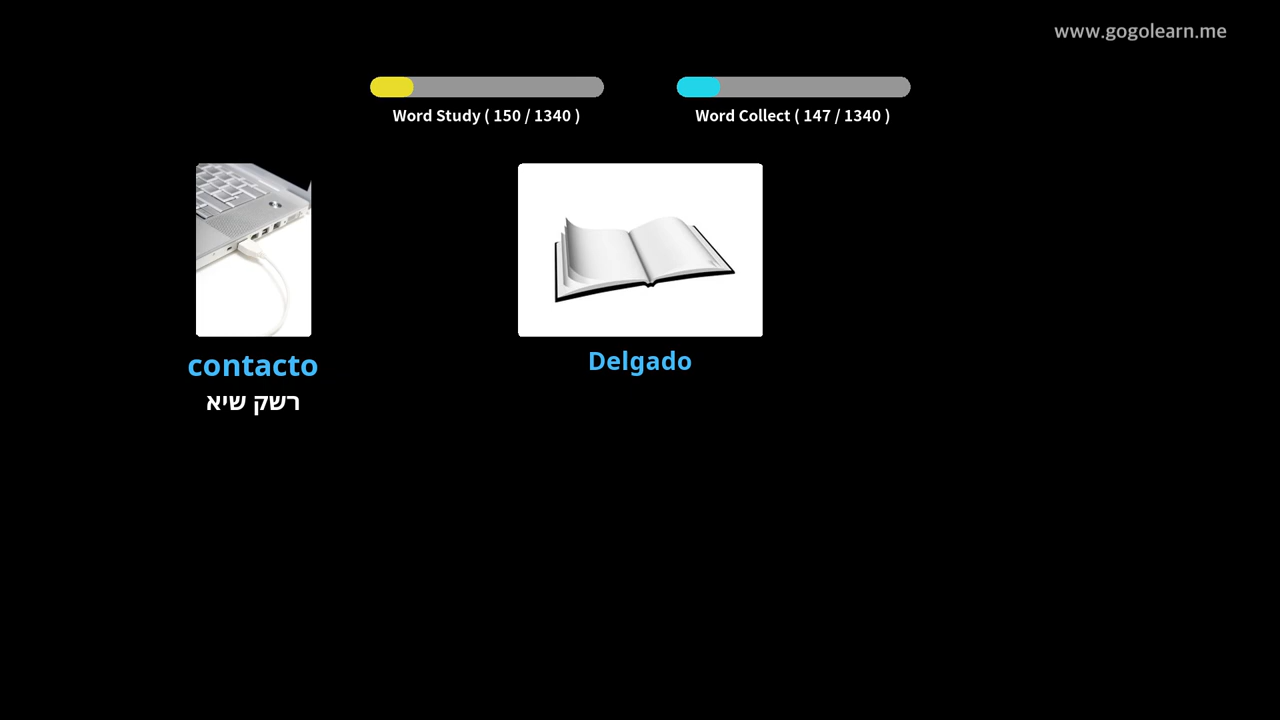 www.gogolearn.me
Word Study ( 150 / 1340 )
Word Collect ( 147 / 1340 )
contacto
רשק שיא
Delgado